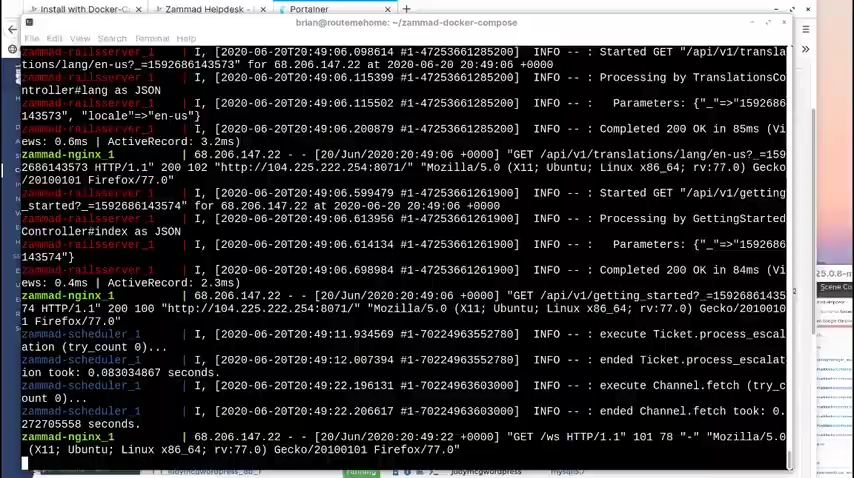 Install with Docker-C
Zammad Helpdesk -
Portainer
brian@routemehome: ~/zammad-docker-compose
File Edit View Search Terminal Help
zammad-railsserver_1 | I, [2020-06-20T20:49:06.098614 #1-47253661285200] INFO -- : Started GET "/api/v1/transla
tions/lang/en-us?_=1592686143573" for 68.206.147.22 at 2020-06-20 20:49:06 +0000
zammad-railsserver_1 | I, [2020-06-20T20:49:06.115399 #1-47253661285200] INFO -- : Processing by TranslationsCo
ntroller#lang as JSON
zammad-railsserver_1 | I, [2020-06-20T20:49:06.115502 #1-47253661285200] INFO -- : Parameters: {"_"=>"1592686
143573", "locale"=>"en-us"}
zammad-railsserver_1 | I, [2020-06-20T20:49:06.200879 #1-47253661285200] INFO -- : Completed 200 OK in 85ms (Vi
ews: 0.6ms | ActiveRecord: 3.2ms)
zammad-nginx_1 | 68.206.147.22 - - [20/Jun/2020:20:49:06 +0000] "GET /api/v1/translations/lang/en-us?_=159
2686143573 HTTP/1.1" 200 102 "http://104.225.222.254:8071/" "Mozilla/5.0 (X11; Ubuntu; Linux x86_64; rv:77.0) Gecko
/20100101 Firefox/77.0"
zammad-railsserver_1 | I, [2020-06-20T20:49:06.599479 #1-47253661261900] INFO -- : Started GET "/api/v1/getting
_started?_=1592686143574" for 68.206.147.22 at 2020-06-20 20:49:06 +0000
zammad-railsserver_1 | I, [2020-06-20T20:49:06.613956 #1-47253661261900] INFO -- : Processing by GettingStarted
Controller#index as JSON
zammad-railsserver_1 | I, [2020-06-20T20:49:06.614134 #1-47253661261900] INFO -- : Parameters: {"_"=>"1592686
143574"}
zammad-railsserver_1 | I, [2020-06-20T20:49:06.698984 #1-47253661261900] INFO -- : Completed 200 OK in 84ms (Vi
ews: 0.4ms | ActiveRecord: 2.3ms)
zammad-nginx_1 | 68.206.147.22 - - [20/Jun/2020:20:49:06 +0000] "GET /api/v1/getting_started?_=15926861435
74 HTTP/1.1" 200 100 "http://104.225.222.254:8071/" "Mozilla/5.0 (X11; Ubuntu; Linux x86_64; rv:77.0) Gecko/2010010
1 Firefox/77.0"
zammad-scheduler_1 | I, [2020-06-20T20:49:11.934569 #1-70224963552780] INFO -- : execute Ticket.process_escal
ation (try_count 0)...
zammad-scheduler_1 | I, [2020-06-20T20:49:12.007394 #1-70224963552780] INFO -- : ended Ticket.process_escalat
ion took: 0.083034867 seconds.
zammad-scheduler_1 | I, [2020-06-20T20:49:22.196131 #1-70224963603000] INFO -- : execute Channel.fetch (try_c
ount 0)...
zammad-scheduler_1 | I, [2020-06-20T20:49:22.206617 #1-70224963603000] INFO -- : ended Channel.fetch took: 0.
272705558 seconds.
zammad-nginx_1 | 68.206.147.22 - - [20/Jun/2020:20:49:22 +0000] "GET /ws HTTP/1.1" 101 78 "-" "Mozilla/5.0
(X11; Ubuntu; Linux x86_64; rv:77.0) Gecko/20100101 Firefox/77.0"
25.0.8-m
Scene Co
running
judymcgwordpress